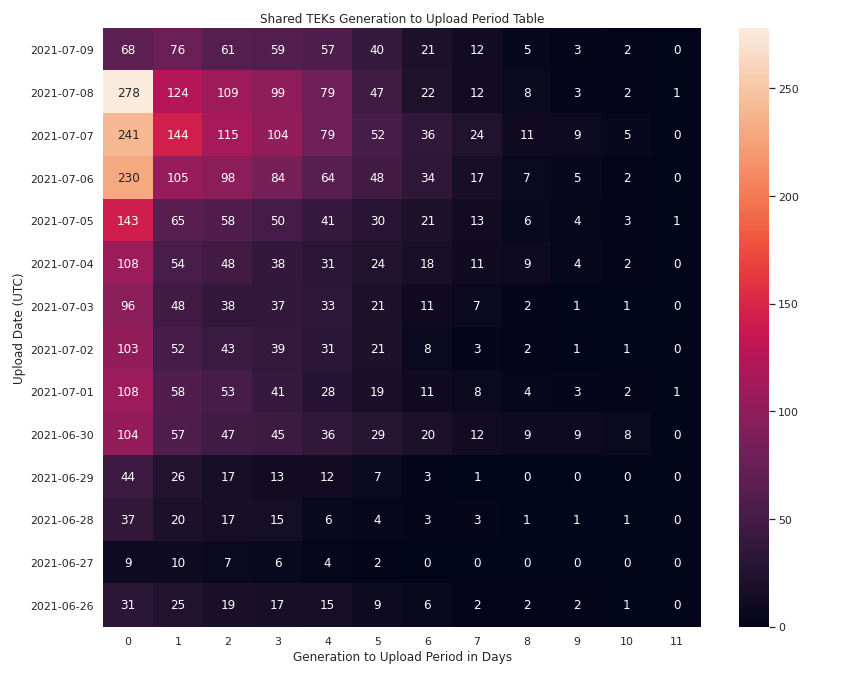 Shared TEKs Generation to Upload Period Table
2021-07-09 68 76 61 59 57 40 21 12 5 3 2 0
2021-07-08 278 124 109 99 79 47 22 12 8 3 2 1
2021-07-07 241 144 115 104 79 52 36 24 11 9 5 0
2021-07-06 230 105 98 84 64 48 34 17 7 5 2 0
2021-07-05 143 65 58 50 41 30 21 13 6 4 3 1
2021-07-04 108 54 48 38 31 24 18 11 9 4 2 0
2021-07-03 96 48 38 37 33 21 11 7 2 1 1 0
2021-07-02 103 52 43 39 31 21 8 3 2 1 1 0
2021-07-01 108 58 53 41 28 19 11 8 4 3 2 1
2021-06-30 104 57 47 45 36 29 20 12 9 9 8 0
2021-06-29 44 26 17 13 12 7 3 1 0 0 0 0
2021-06-28 37 20 17 15 6 4 3 3 1 1 1 0
2021-06-27 9 10 7 6 4 2 0 0 0 0 0 0
2021-06-26 31 25 19 17 15 9 6 2 2 2 1 0
0 1 2 3 4 5 6 7 8 9 10 11
Generation to Upload Period in Days
Upload Date (UTC)
250
200
150
100
50
0